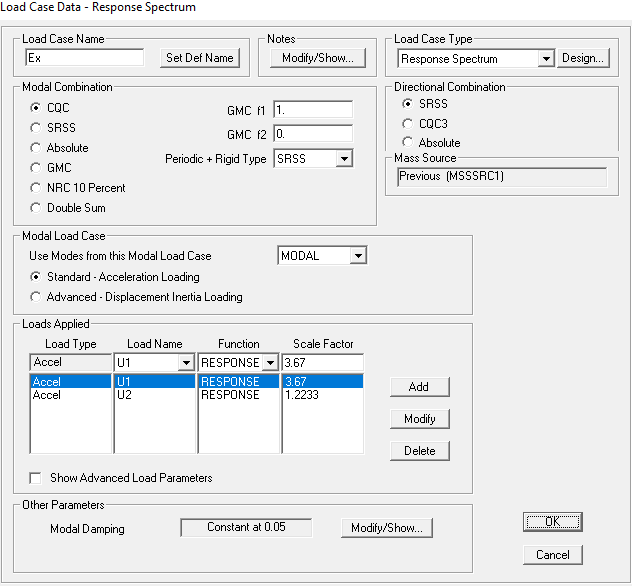 Load Case Data - Response Spectrum
Load Case Name
Ex
Set Def Name
Notes
Modify/Show...
Load Case Type
Response Spectrum
Design...
Modal Combination
CQC
SRSS
Absolute
GMC
NRC 10 Percent
Double Sum
GMC f1
1.
GMC f2
0.
Periodic + Rigid Type
SRSS
Directional Combination
SRSS
CQC3
Absolute
Mass Source
Previous (MSSSRC1)
Modal Load Case
Use Modes from this Modal Load Case
MODAL
Standard - Acceleration Loading
Advanced - Displacement Inertia Loading
Loads Applied
Load Type Load Name Function Scale Factor
Accel U1 RESPONSE 3.67
Accel U1 RESPONSE 3.67
Accel U2 RESPONSE 1.2233
Add
Modify
Delete
Show Advanced Load Parameters
Other Parameters
Modal Damping
Constant at 0.05
Modify/Show...
OK
Cancel